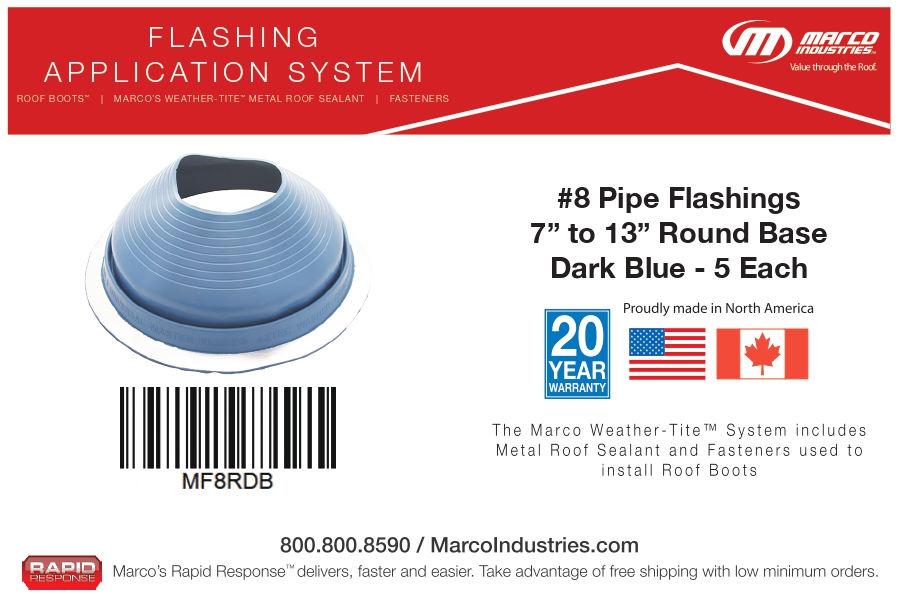 FLASHING
APPLICATION SYSTEM
ROOF BOOTS™ | MARCO'S WEATHER-TITE™ METAL ROOF SEALANT | FASTENERS
MARCO
INDUSTRIES™
Value through the Roof.
#8 Pipe Flashings
7” to 13” Round Base
Dark Blue - 5 Each
Proudly made in North America
20
YEAR
WARRANTY
The Marco Weather-Tite™ System includes
Metal Roof Sealant and Fasteners used to
install Roof Boots
MF8RDB
800.800.8590 / MarcoIndustries.com
RAPID
RESPONSE
Marco's Rapid Response™ delivers, faster and easier. Take advantage of free shipping with low minimum orders.